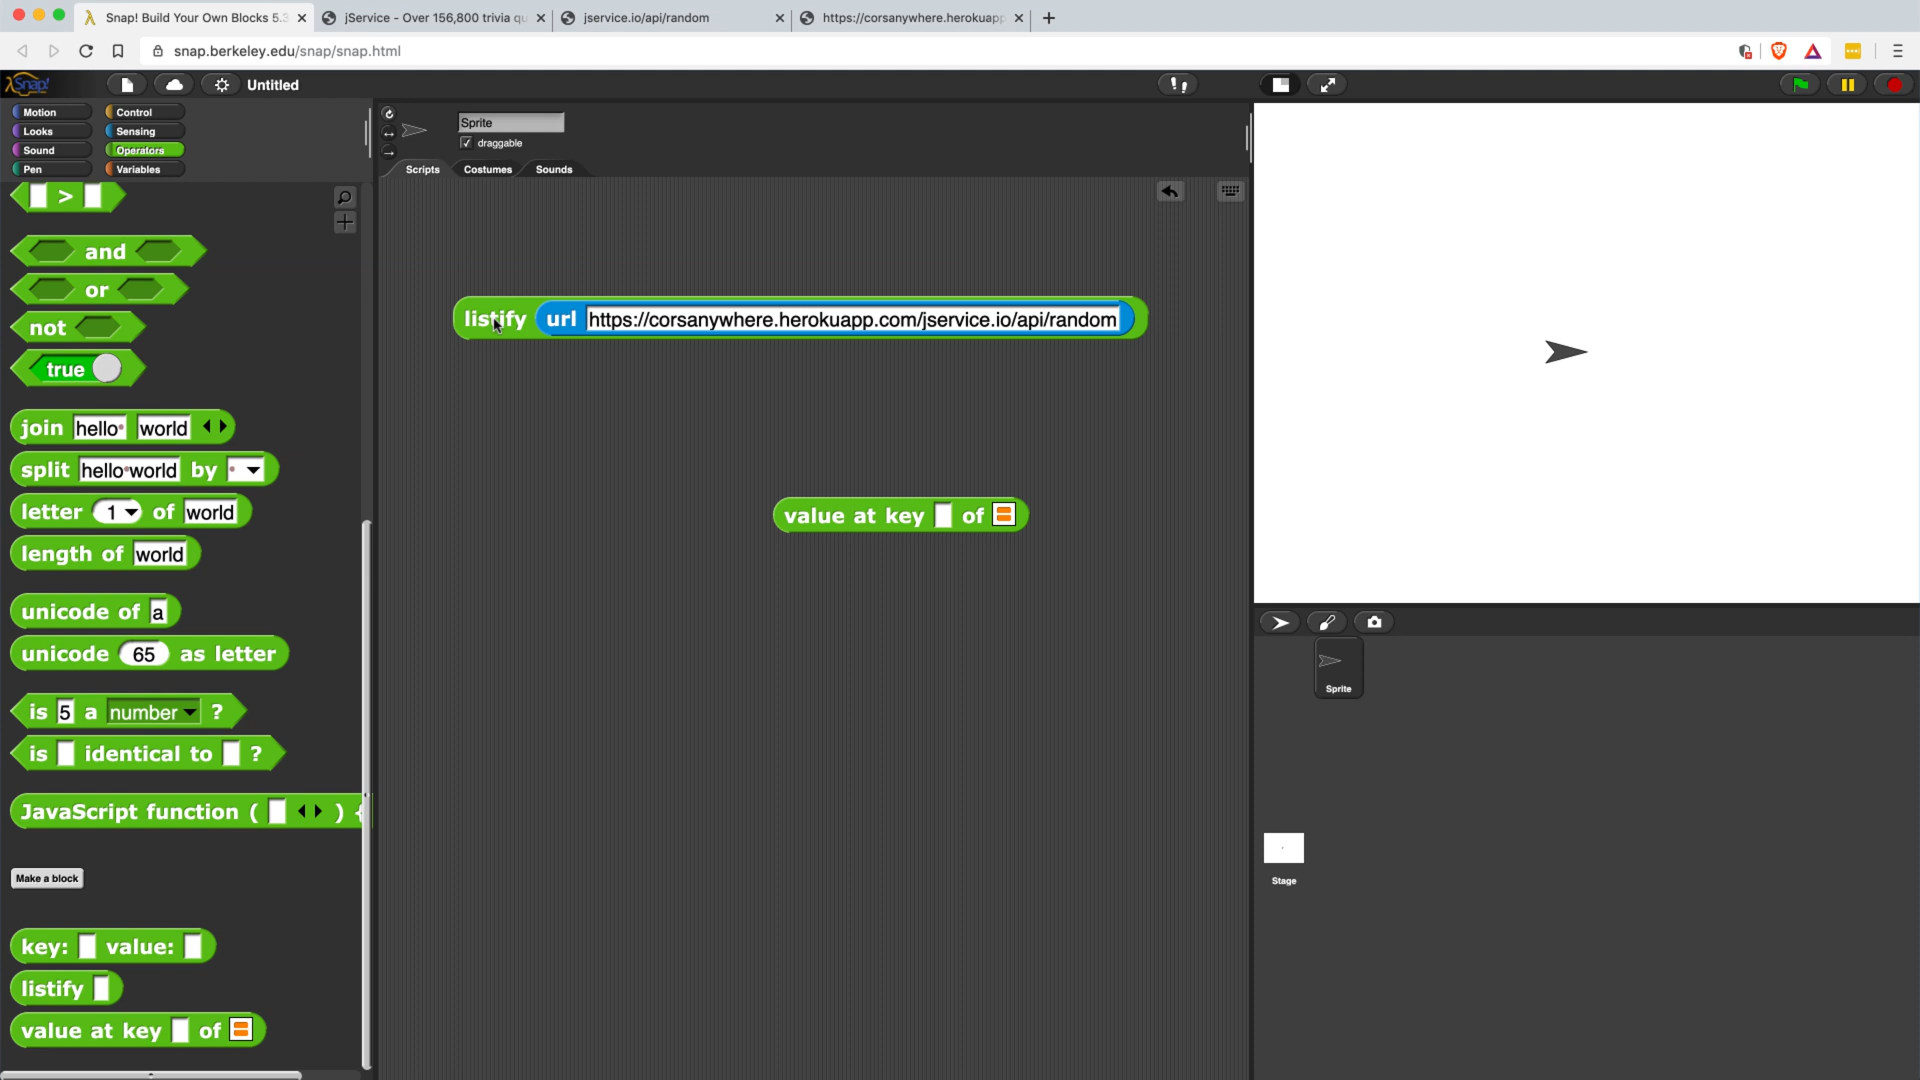 Snap! Build Your Own Blocks 5.3
jService - Over 156,800 trivia qu
jservice.io/api/random
https://corsanywhere.herokuapp
snap.berkeley.edu/snap/snap.html
Snap!
Untitled
Motion
Control
Looks
Sensing
Sound
Operators
Pen
Variables
Sprite
draggable
Scripts
Costumes
Sounds
>
and
or
not
true
join hello world
split hello world by
letter 1 of world
length of world
unicode of a
unicode 65 as letter
is 5 a number ?
is identical to ?
JavaScript function ( ) {
Make a block
key: value:
listify
value at key of
listify url https://corsanywhere.herokuapp.com/jservice.io/api/random
value at key of
Sprite
Stage